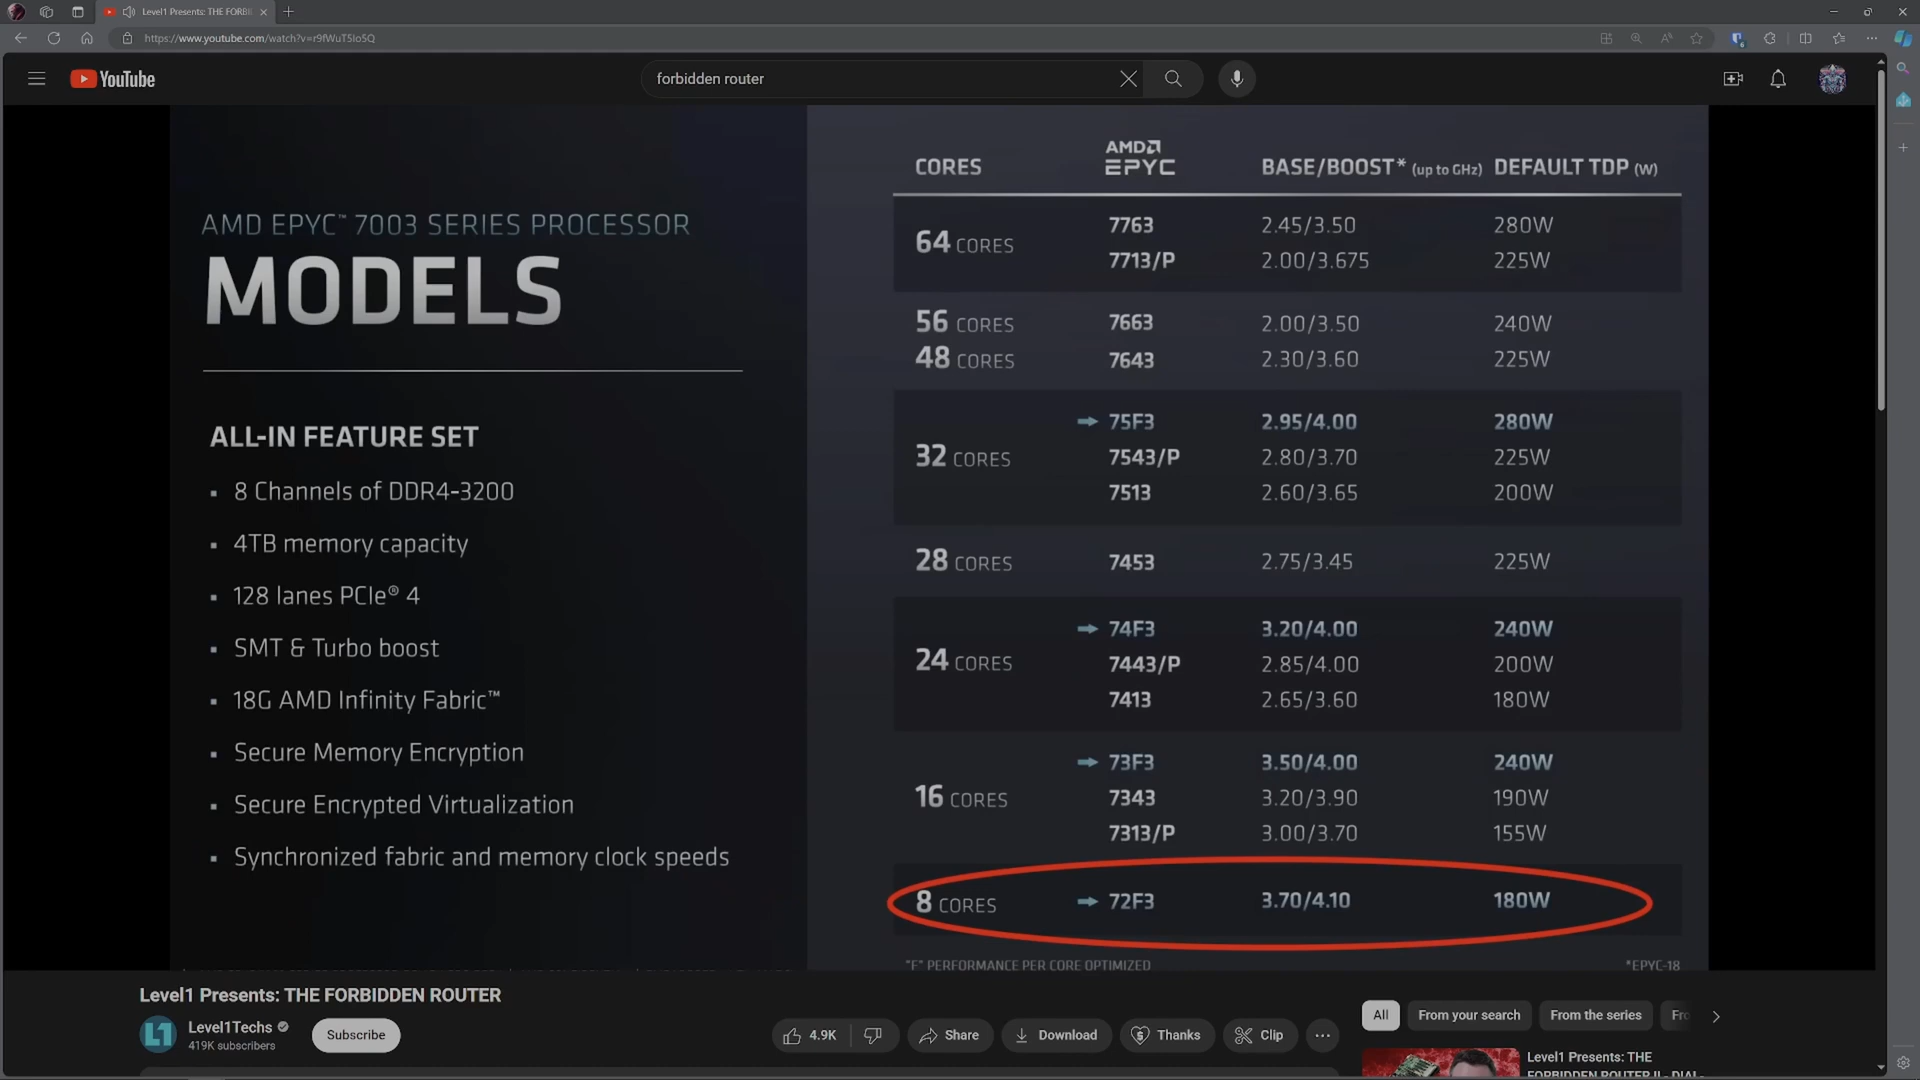 Level1 Presents: THE FORBI
https://www.youtube.com/watch?v=r9fWuT5Io5Q
YouTube
forbidden router
AMD EPYC™ 7003 SERIES PROCESSOR
MODELS
ALL-IN FEATURE SET
▪ 8 Channels of DDR4-3200
▪ 4TB memory capacity
▪ 128 lanes PCIe® 4
▪ SMT & Turbo boost
▪ 18G AMD Infinity Fabric™
▪ Secure Memory Encryption
▪ Secure Encrypted Virtualization
▪ Synchronized fabric and memory clock speeds
CORES AMD EPYC BASE/BOOST* (up to GHz) DEFAULT TDP (W)
64 CORES
7763 2.45/3.50 280W
7713/P 2.00/3.675 225W
56 CORES 7663 2.00/3.50 240W
48 CORES 7643 2.30/3.60 225W
32 CORES
75F3 2.95/4.00 280W
7543/P 2.80/3.70 225W
7513 2.60/3.65 200W
28 CORES 7453 2.75/3.45 225W
24 CORES
74F3 3.20/4.00 240W
7443/P 2.85/4.00 200W
7413 2.65/3.60 180W
16 CORES
73F3 3.50/4.00 240W
7343 3.20/3.90 190W
7313/P 3.00/3.70 155W
8 CORES 72F3 3.70/4.10 180W
"F" PERFORMANCE PER CORE OPTIMIZED *EPYC-18
Level1 Presents: THE FORBIDDEN ROUTER
L1
Level1Techs
419K subscribers
Subscribe
4.9K
Share
Download
Thanks
Clip
All
From your search
From the series
Fro
Level1 Presents: THE
FORBIDDEN ROUTER II - DIAL-